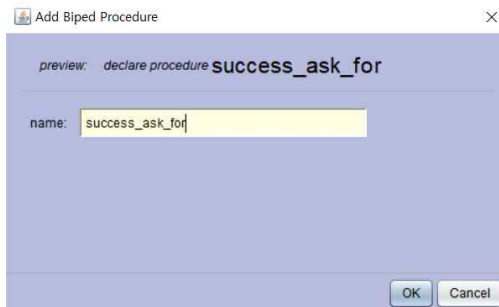 Add Biped Procedure
preview: declare procedure success_ask_for
name: success_ask_for
OK Cancel